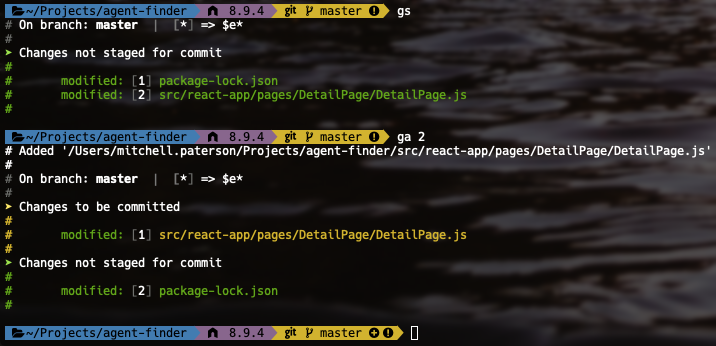 ~/Projects/agent-finder 8.9.4 git master gs
# On branch: master | [*] => $e*
#
➤ Changes not staged for commit
#
# modified: [1] package-lock.json
# modified: [2] src/react-app/pages/DetailPage/DetailPage.js
#
~/Projects/agent-finder 8.9.4 git master ga 2
# Added '/Users/mitchell.paterson/Projects/agent-finder/src/react-app/pages/DetailPage/DetailPage.js'
#
# On branch: master | [*] => $e*
#
➤ Changes to be committed
#
# modified: [1] src/react-app/pages/DetailPage/DetailPage.js
#
➤ Changes not staged for commit
#
# modified: [2] package-lock.json
#
~/Projects/agent-finder 8.9.4 git master